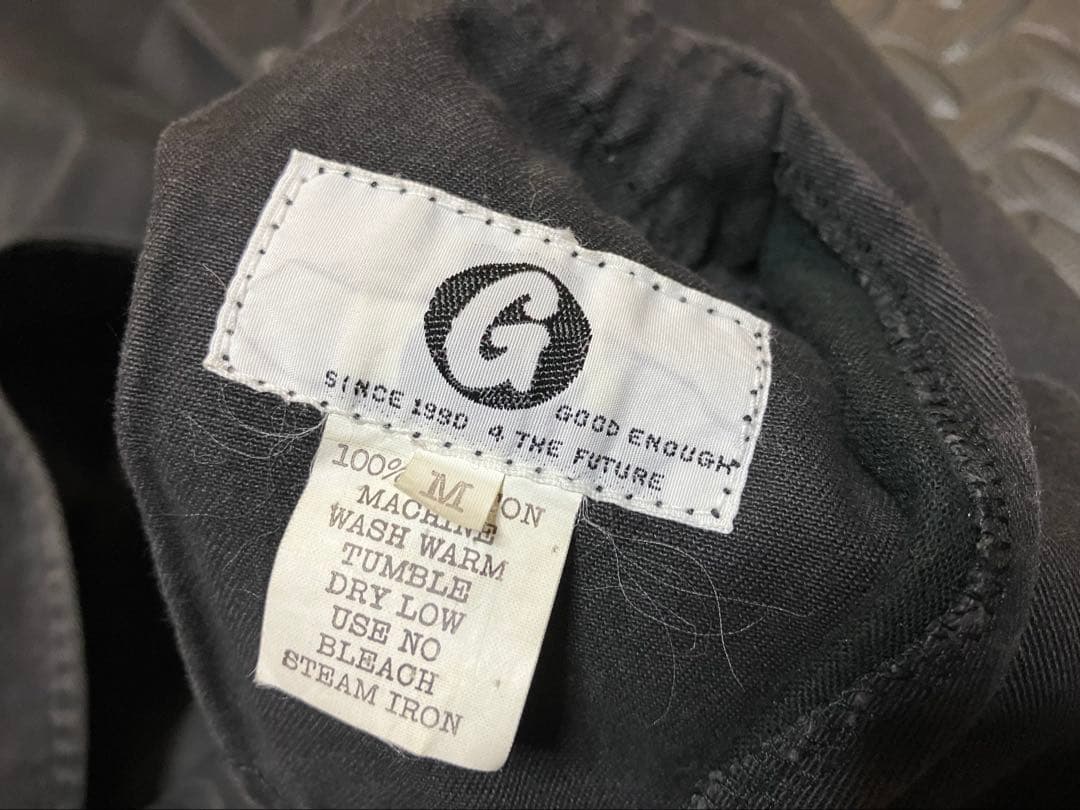 G
SINCE 1990 4 THE FUTURE GOOD ENOUGH
M
100% ON
MACHINE
WASH WARM
TUMBLE
DRY LOW
USE NO
BLEACH
STEAM IRON